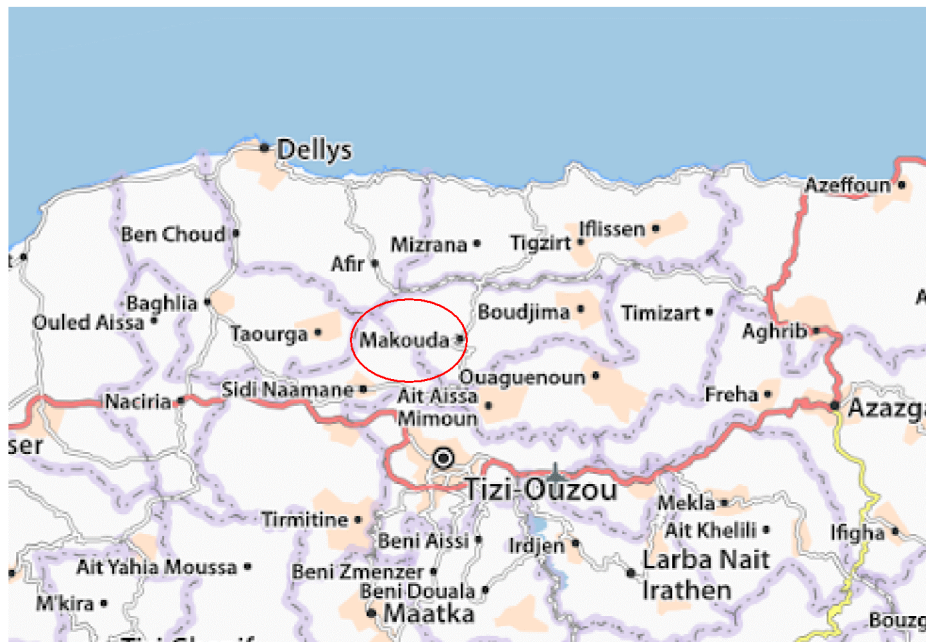 Dellys
Azeffoun
Ben Choud
Mizrana
Tigzirt
Iflissen
Afir
Baghlia
Ouled Aissa
Taourga
Makouda
Boudjima
Timizart
Aghrib
Naciria
Sidi Naamane
Ait Aissa
Mimoun
Ouaguenoun
Freha
Azazga
ser
Tizi-Ouzou
Tirmitine
Mekla
Ait Khelili
Ifigha
Beni Aissi
Irdjen
Ait Yahia Moussa
Beni Zmenzer
Larba Nait
Irathen
Beni Douala
M'kira
Maatka